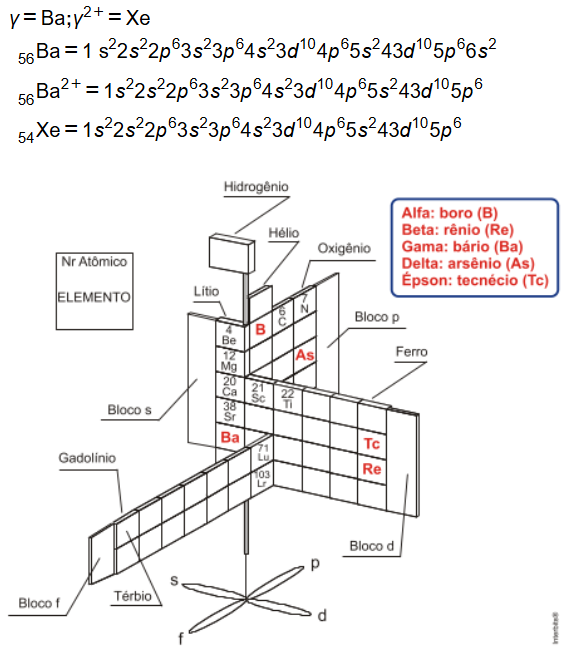 γ = Ba; γ²⁺ = Xe
₅₆Ba = 1 s²2s²2p⁶3s²3p⁶4s²3d¹⁰4p⁶5s²43d¹⁰5p⁶6s²
₅₆Ba²⁺ = 1s²2s²2p⁶3s²3p⁶4s²3d¹⁰4p⁶5s²43d¹⁰5p⁶
₅₄Xe = 1s²2s²2p⁶3s²3p⁶4s²3d¹⁰4p⁶5s²43d¹⁰5p⁶
Hidrogênio
Alfa: boro (B)
Beta: rênio (Re)
Gama: bário (Ba)
Delta: arsênio (As)
Épson: tecnécio (Tc)
Hélio
Oxigênio
Nr Atômico
ELEMENTO
Lítio
4
Be
B
6
C
7
N
Bloco p
12
Mg
As
Ferro
20
Ca
21
Sc
22
Ti
Bloco s
38
Sr
Ba
Tc
Gadolínio
71
Lu
Re
103
Lr
Bloco d
Bloco f
Térbio
s
p
d
f
Interbits®